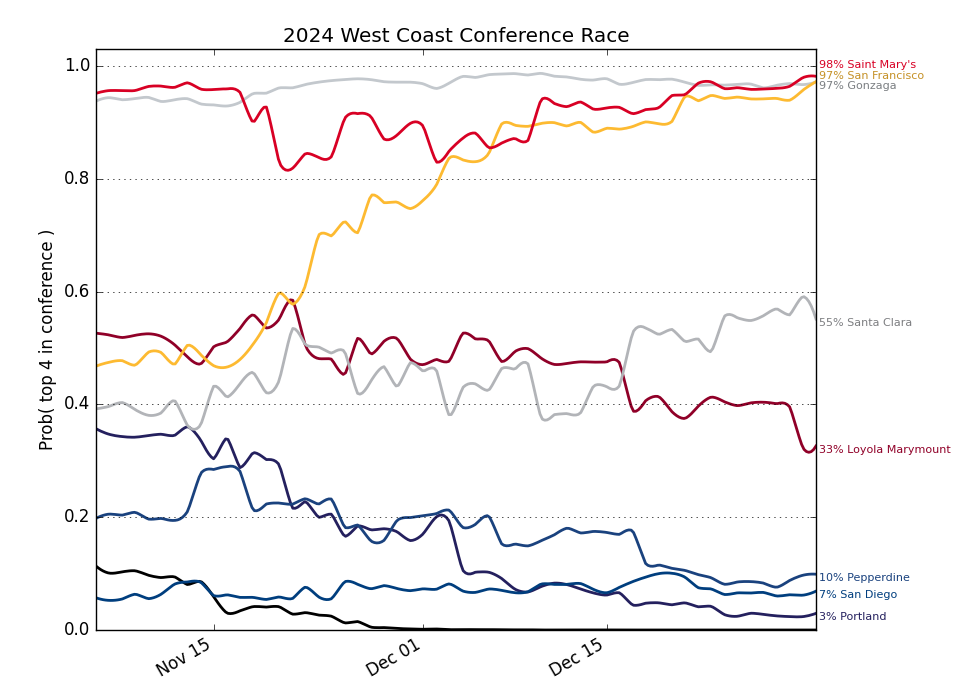 2024 West Coast Conference Race
Prob( top 4 in conference )
1.0
0.8
0.6
0.4
0.2
0.0
Nov 15
Dec 01
Dec 15
98% Saint Mary's
97% San Francisco
97% Gonzaga
55% Santa Clara
33% Loyola Marymount
10% Pepperdine
7% San Diego
3% Portland